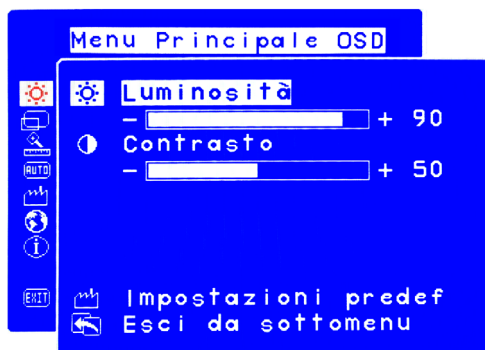 Menu Principale OSD
Luminosità
- + 90
Contrasto
- + 50
AUTO
EXIT
Impostazioni predef
Esci da sottomenu